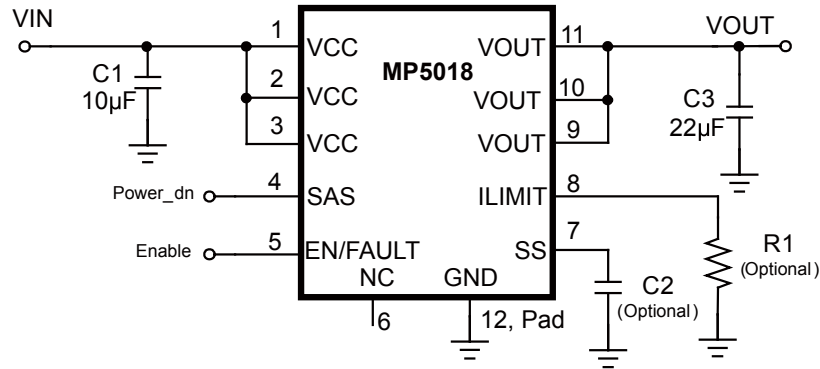 VIN
VOUT
1
VCC
VOUT
11
C1
10µF
MP5018
2
VCC
VOUT
10
C3
22µF
3
VCC
VOUT
9
Power_dn
4
SAS
ILIMIT
8
Enable
5
EN/FAULT
SS
7
R1
(Optional)
NC
GND
C2
(Optional)
6
12, Pad